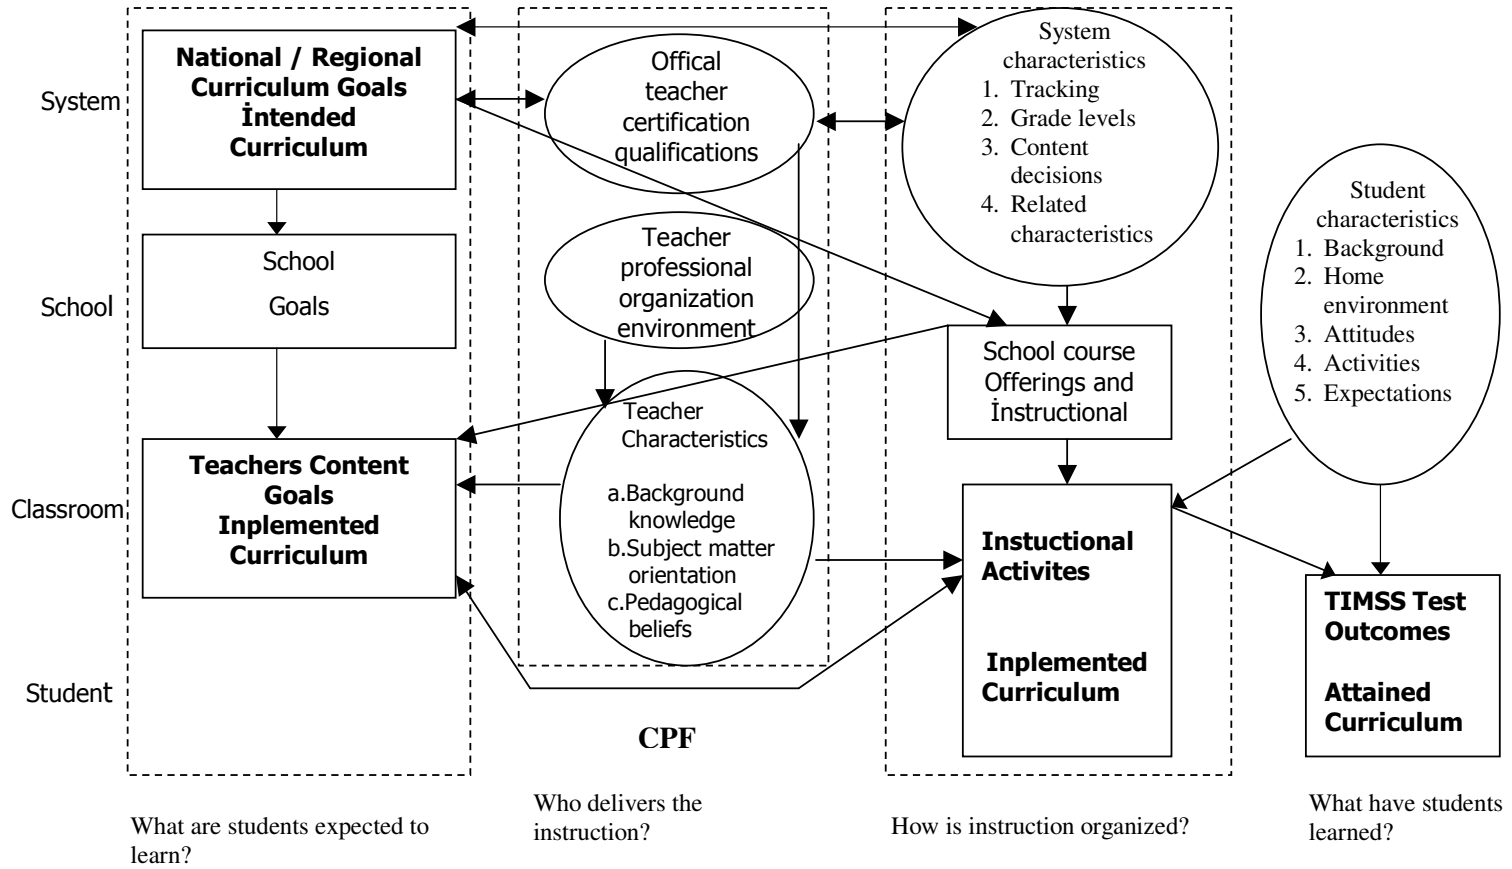 System
School
Classroom
Student
National / Regional
Curriculum Goals
İntended
Curriculum
School
Goals
Teachers Content
Goals
Inplemented
Curriculum
What are students expected to
learn?
Offical
teacher
certification
qualifications
Teacher
professional
organization
environment
Teacher
Characteristics
a.Background
knowledge
b.Subject matter
orientation
c.Pedagogical
beliefs
CPF
Who delivers the
instruction?
System
characteristics
1. Tracking
2. Grade levels
3. Content
decisions
4. Related
characteristics
School course
Offerings and
İnstructional
Instuctional
Activites
Inplemented
Curriculum
How is instruction organized?
Student
characteristics
1. Background
2. Home
environment
3. Attitudes
4. Activities
5. Expectations
TIMSS Test
Outcomes
Attained
Curriculum
What have students
learned?